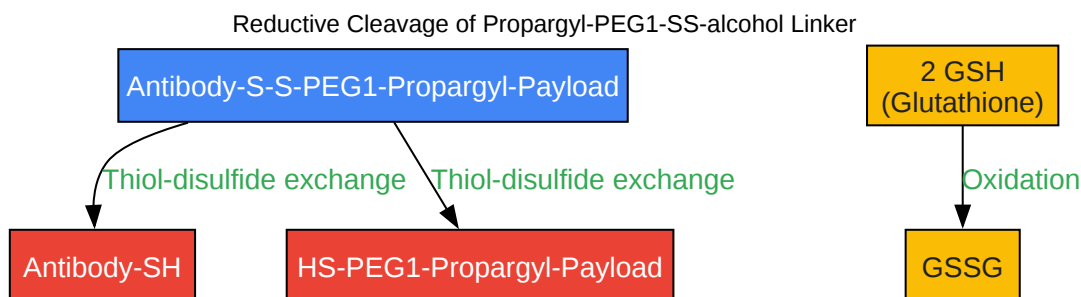 Reductive Cleavage of Propargyl-PEG1-SS-alcohol Linker
Antibody-S-S-PEG1-Propargyl-Payload
2 GSH
(Glutathione)
Thiol-disulfide exchange
Thiol-disulfide exchange
Oxidation
Antibody-SH
HS-PEG1-Propargyl-Payload
GSSG